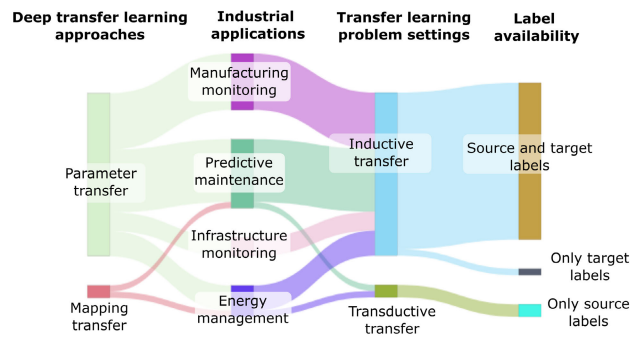 Deep transfer learning
approaches
Industrial
applications
Transfer learning
problem settings
Label
availability
Manufacturing
monitoring
Parameter
transfer
Predictive
maintenance
Inductive
transfer
Source and target
labels
Infrastructure
monitoring
Only target
labels
Mapping
transfer
Energy
management
Transductive
transfer
Only source
labels